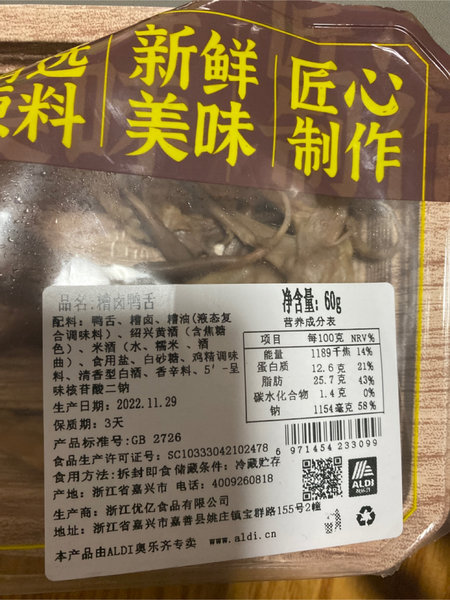 精选 新鲜 匠心
原料 美味 制作
品名:糟卤鸭舌
净含量:60g
配料:鸭舌、糟卤、糟油(液态复
合调味料)、绍兴黄酒(含焦糖
色)、米酒(水、糯米、酒
曲)、食用盐、白砂糖、鸡精调味
料、清香型白酒、香辛料、5'-呈
味核苷酸二钠
生产日期:2022.11.29
保质期:3天
产品标准号:GB 2726
食品生产许可证号:SC10333042102478
食用方法:拆封即食 储藏条件:冷藏贮存
产地:浙江省嘉兴市 电话:4009260818
生产商:浙江优亿食品有限公司
地址:浙江省嘉兴市嘉善县姚庄镇宝群路155号2幢
本产品由ALDI奥乐齐专卖 www.aldi.cn
营养成分表
项目 每100克 NRV%
能量 1189千焦 14%
蛋白质 12.6克 21%
脂肪 25.7克 43%
碳水化合物 1.4克 0%
钠 1154毫克 58%
6 971454 233099
ALDI
奥乐齐